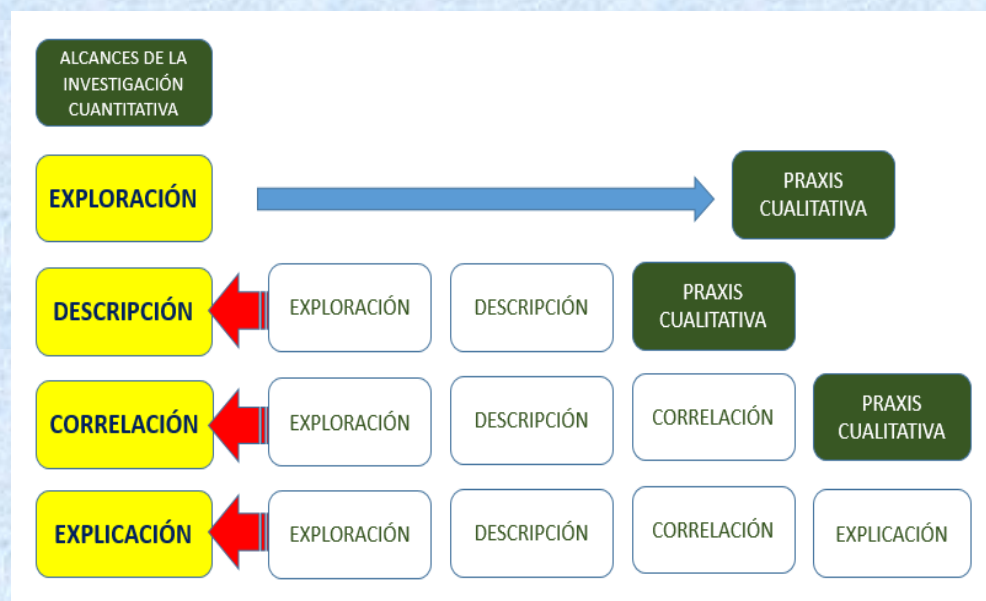 ALCANCES DE LA
INVESTIGACIÓN
CUANTITATIVA
EXPLORACIÓN
PRAXIS
CUALITATIVA
DESCRIPCIÓN
EXPLORACIÓN
DESCRIPCIÓN
PRAXIS
CUALITATIVA
CORRELACIÓN
EXPLORACIÓN
DESCRIPCIÓN
CORRELACIÓN
PRAXIS
CUALITATIVA
EXPLICACIÓN
EXPLORACIÓN
DESCRIPCIÓN
CORRELACIÓN
EXPLICACIÓN